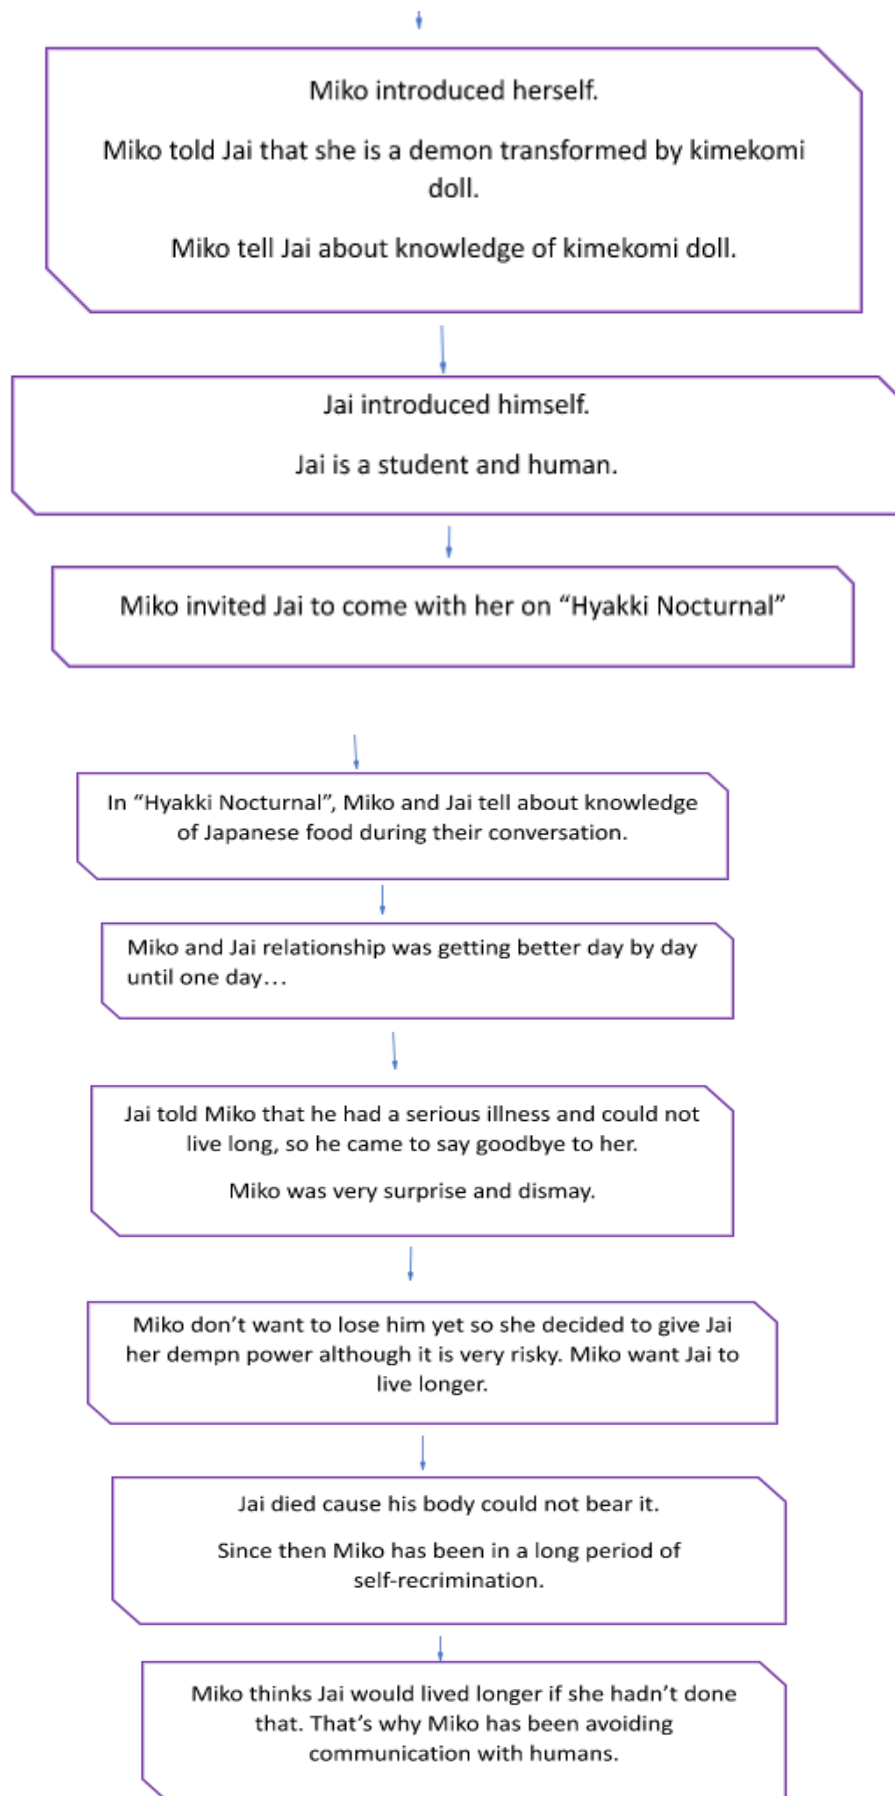 Miko introduced herself.
Miko told Jai that she is a demon transformed by kimekomi
doll.
Miko tell Jai about knowledge of kimekomi doll.
Jai introduced himself.
Jai is a student and human.
Miko invited Jai to come with her on “Hyakki Nocturnal”
In “Hyakki Nocturnal”, Miko and Jai tell about knowledge
of Japanese food during their conversation.
Miko and Jai relationship was getting better day by day
until one day…
Jai told Miko that he had a serious illness and could not
live long, so he came to say goodbye to her.
Miko was very surprise and dismay.
Miko don’t want to lose him yet so she decided to give Jai
her dempn power although it is very risky. Miko want Jai to
live longer.
Jai died cause his body could not bear it.
Since then Miko has been in a long period of
self-recrimination.
Miko thinks Jai would lived longer if she hadn’t done
that. That’s why Miko has been avoiding
communication with humans.